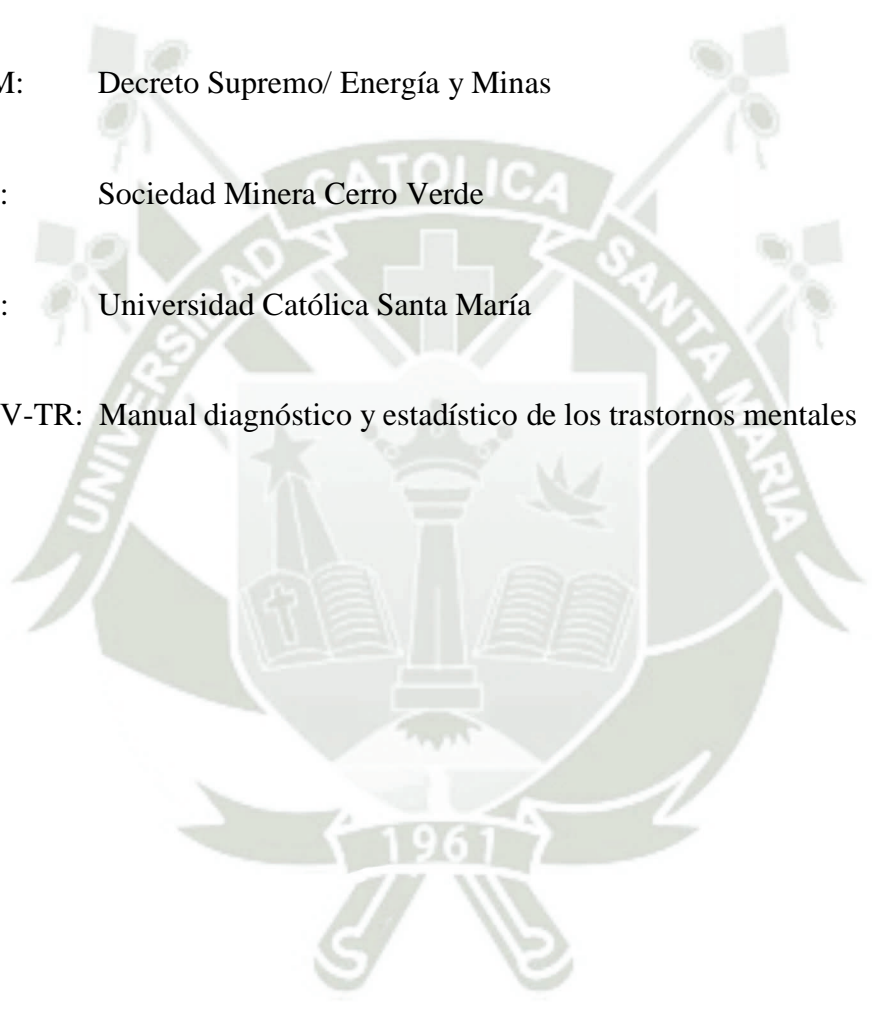 M: Decreto Supremo/ Energía y Minas
: Sociedad Minera Cerro Verde
: Universidad Católica Santa María
V-TR: Manual diagnóstico y estadístico de los trastornos mentales
UNIVERSIDAD CATOLICA SANTA MARIA
1961